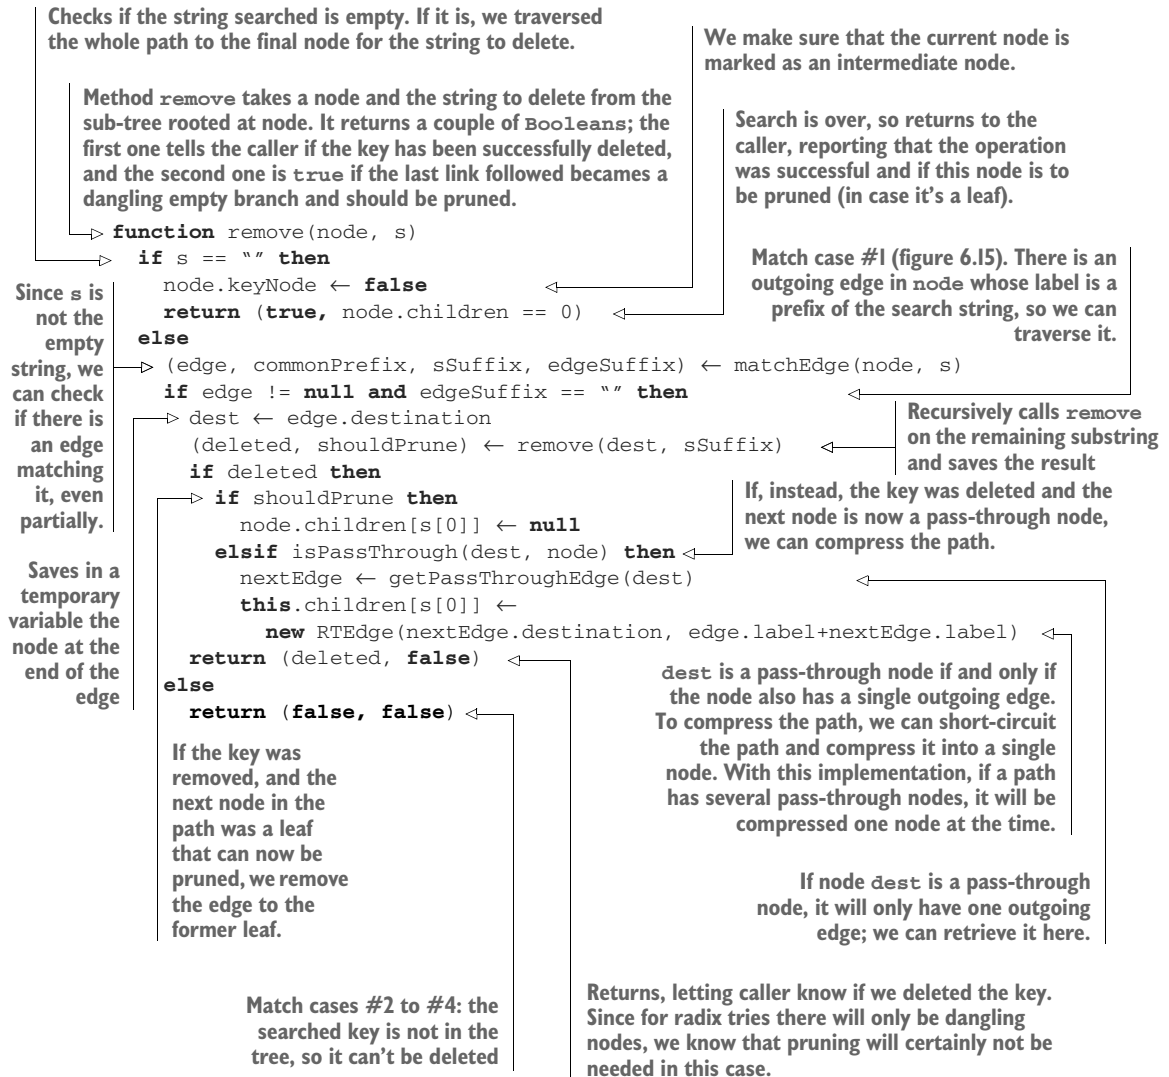 Checks if the string searched is empty. If it is, we traversed
the whole path to the final node for the string to delete.
We make sure that the current node is
marked as an intermediate node.
Method remove takes a node and the string to delete from the
sub-tree rooted at node. It returns a couple of Booleans; the
first one tells the caller if the key has been successfully deleted,
and the second one is true if the last link followed becames a
dangling empty branch and should be pruned.
Search is over, so returns to the
caller, reporting that the operation
was successful and if this node is to
be pruned (in case it's a leaf).
function remove(node, s)
if s == “” then
node.keyNode ← false
return (true, node.children == 0)
else
(edge, commonPrefix, sSuffix, edgeSuffix) ← matchEdge(node, s)
if edge != null and edgeSuffix == “” then
dest ← edge.destination
(deleted, shouldPrune) ← remove(dest, sSuffix)
if deleted then
if shouldPrune then
node.children[s[0]] ← null
elsif isPassThrough(dest, node) then
nextEdge ← getPassThroughEdge(dest)
this.children[s[0]] ←
new RTEdge(nextEdge.destination, edge.label+nextEdge.label)
return (deleted, false)
else
return (false, false)
Match case #1 (figure 6.15). There is an
outgoing edge in node whose label is a
prefix of the search string, so we can
traverse it.
Since s is
not the
empty
string, we
can check
if there is
an edge
matching
it, even
partially.
Recursively calls remove
on the remaining substring
and saves the result
If, instead, the key was deleted and the
next node is now a pass-through node,
we can compress the path.
Saves in a
temporary
variable the
node at the
end of the
edge
dest is a pass-through node if and only if
the node also has a single outgoing edge.
To compress the path, we can short-circuit
the path and compress it into a single
node. With this implementation, if a path
has several pass-through nodes, it will be
compressed one node at the time.
If the key was
removed, and the
next node in the
path was a leaf
that can now be
pruned, we remove
the edge to the
former leaf.
If node dest is a pass-through
node, it will only have one outgoing
edge; we can retrieve it here.
Match cases #2 to #4: the
searched key is not in the
tree, so it can't be deleted
Returns, letting caller know if we deleted the key.
Since for radix tries there will only be dangling
nodes, we know that pruning will certainly not be
needed in this case.